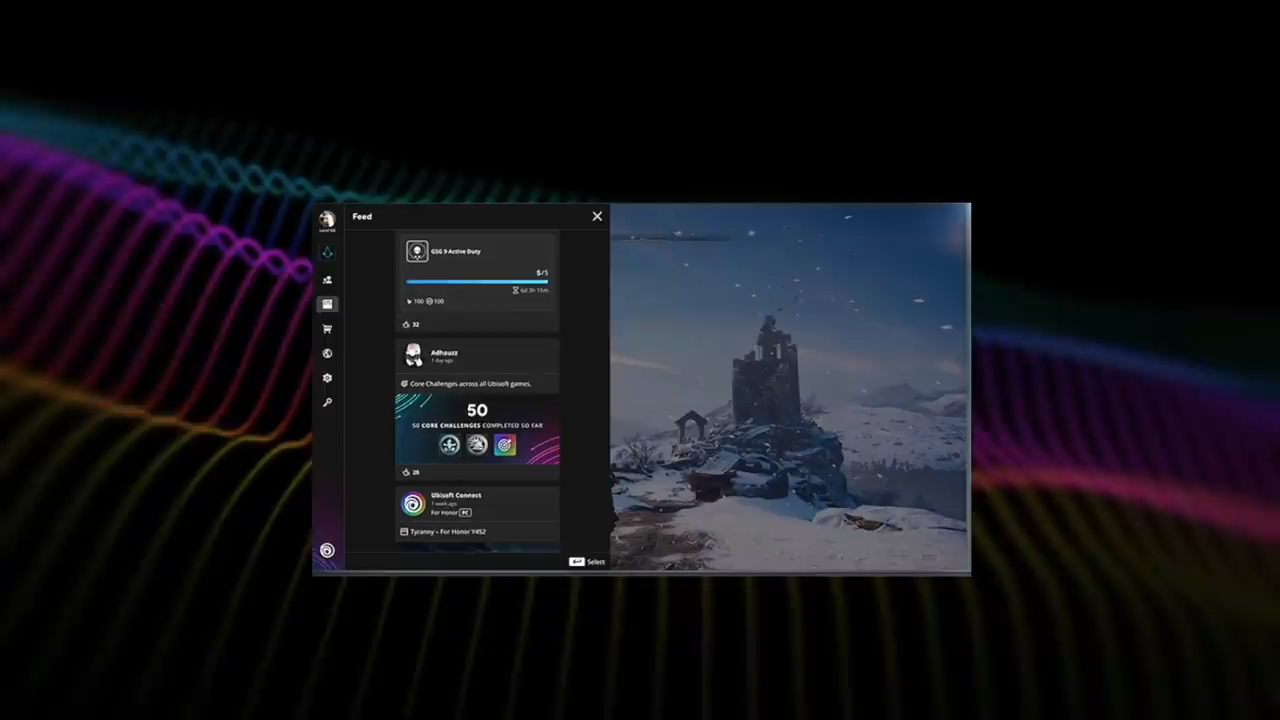 Feed
GSG 9 Active Duty
5/5
100 100
32
Adhauzz
1 day ago
Core Challenges across all Ubisoft games.
50
50 CORE CHALLENGES COMPLETED SO FAR
26
Ubisoft Connect
1 week ago
For Honor PC
Tyranny - For Honor Y4S2
Select